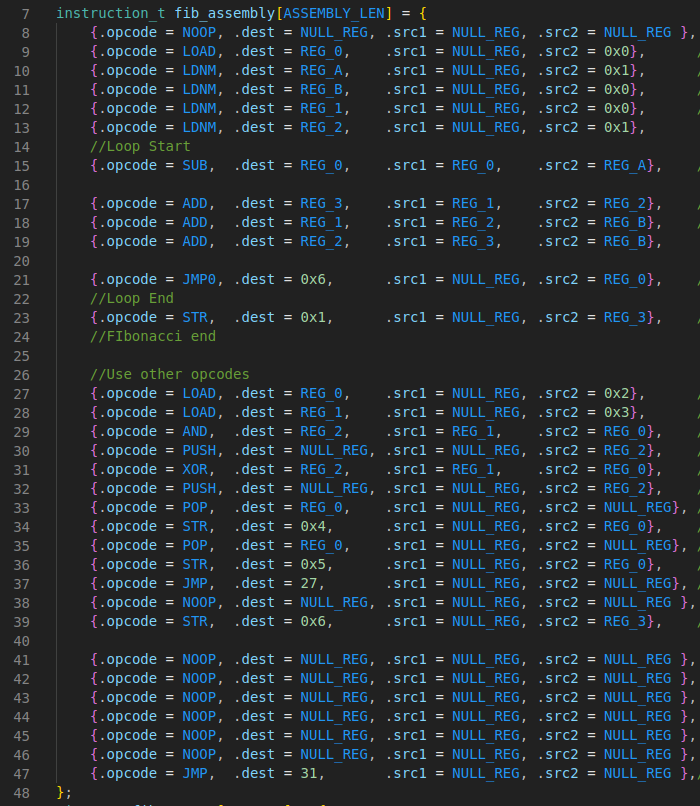 7 instruction_t fib_assembly[ASSEMBLY_LEN] = {
8 {.opcode = NOOP, .dest = NULL_REG, .src1 = NULL_REG, .src2 = NULL_REG },
9 {.opcode = LOAD, .dest = REG_0, .src1 = NULL_REG, .src2 = 0x0}, /
10 {.opcode = LDNM, .dest = REG_A, .src1 = NULL_REG, .src2 = 0x1}, /
11 {.opcode = LDNM, .dest = REG_B, .src1 = NULL_REG, .src2 = 0x0}, /
12 {.opcode = LDNM, .dest = REG_1, .src1 = NULL_REG, .src2 = 0x0}, /
13 {.opcode = LDNM, .dest = REG_2, .src1 = NULL_REG, .src2 = 0x1},
14 //Loop Start
15 {.opcode = SUB, .dest = REG_0, .src1 = REG_0, .src2 = REG_A}, /
16
17 {.opcode = ADD, .dest = REG_3, .src1 = REG_1, .src2 = REG_2}, /
18 {.opcode = ADD, .dest = REG_1, .src1 = REG_2, .src2 = REG_B}, /
19 {.opcode = ADD, .dest = REG_2, .src1 = REG_3, .src2 = REG_B}, /
20
21 {.opcode = JMP0, .dest = 0x6, .src1 = NULL_REG, .src2 = REG_0}, /
22 //Loop End
23 {.opcode = STR, .dest = 0x1, .src1 = NULL_REG, .src2 = REG_3}, /
24 //FIbonacci end
25
26 //Use other opcodes
27 {.opcode = LOAD, .dest = REG_0, .src1 = NULL_REG, .src2 = 0x2}, /
28 {.opcode = LOAD, .dest = REG_1, .src1 = NULL_REG, .src2 = 0x3}, /
29 {.opcode = AND, .dest = REG_2, .src1 = REG_1, .src2 = REG_0}, /
30 {.opcode = PUSH, .dest = NULL_REG, .src1 = NULL_REG, .src2 = REG_2}, /
31 {.opcode = XOR, .dest = REG_2, .src1 = REG_1, .src2 = REG_0}, /
32 {.opcode = PUSH, .dest = NULL_REG, .src1 = NULL_REG, .src2 = REG_2}, /
33 {.opcode = POP, .dest = REG_0, .src1 = NULL_REG, .src2 = NULL_REG}, /
34 {.opcode = STR, .dest = 0x4, .src1 = NULL_REG, .src2 = REG_0}, /
35 {.opcode = POP, .dest = REG_0, .src1 = NULL_REG, .src2 = NULL_REG}, /
36 {.opcode = STR, .dest = 0x5, .src1 = NULL_REG, .src2 = REG_0}, /
37 {.opcode = JMP, .dest = 27, .src1 = NULL_REG, .src2 = NULL_REG}, /
38 {.opcode = NOOP, .dest = NULL_REG, .src1 = NULL_REG, .src2 = NULL_REG },
39 {.opcode = STR, .dest = 0x6, .src1 = NULL_REG, .src2 = REG_3}, /
40
41 {.opcode = NOOP, .dest = NULL_REG, .src1 = NULL_REG, .src2 = NULL_REG },
42 {.opcode = NOOP, .dest = NULL_REG, .src1 = NULL_REG, .src2 = NULL_REG },
43 {.opcode = NOOP, .dest = NULL_REG, .src1 = NULL_REG, .src2 = NULL_REG },
44 {.opcode = NOOP, .dest = NULL_REG, .src1 = NULL_REG, .src2 = NULL_REG },
45 {.opcode = NOOP, .dest = NULL_REG, .src1 = NULL_REG, .src2 = NULL_REG },
46 {.opcode = NOOP, .dest = NULL_REG, .src1 = NULL_REG, .src2 = NULL_REG },
47 {.opcode = JMP, .dest = 31, .src1 = NULL_REG, .src2 = NULL_REG },/
48 };